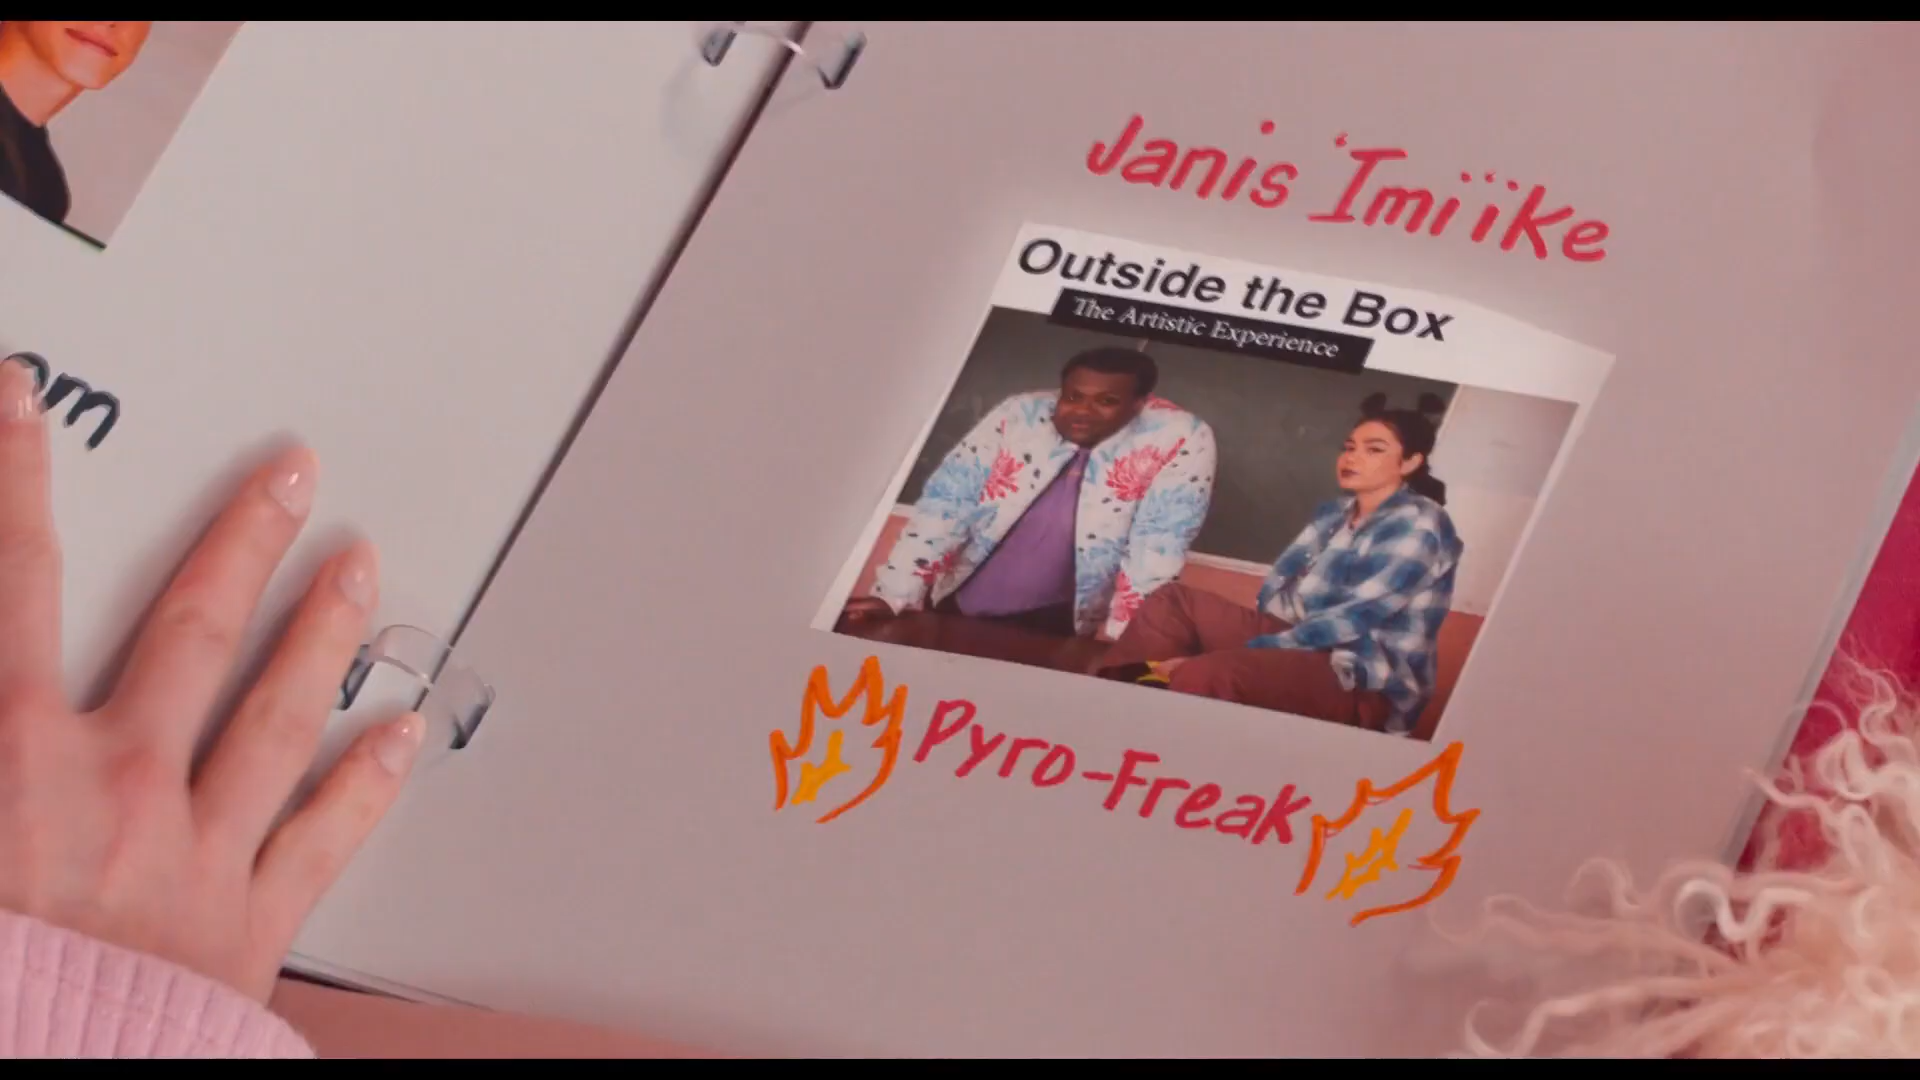 Janis 'Imi'ike
Outside the Box
The Artistic Experience
Pyro-Freak